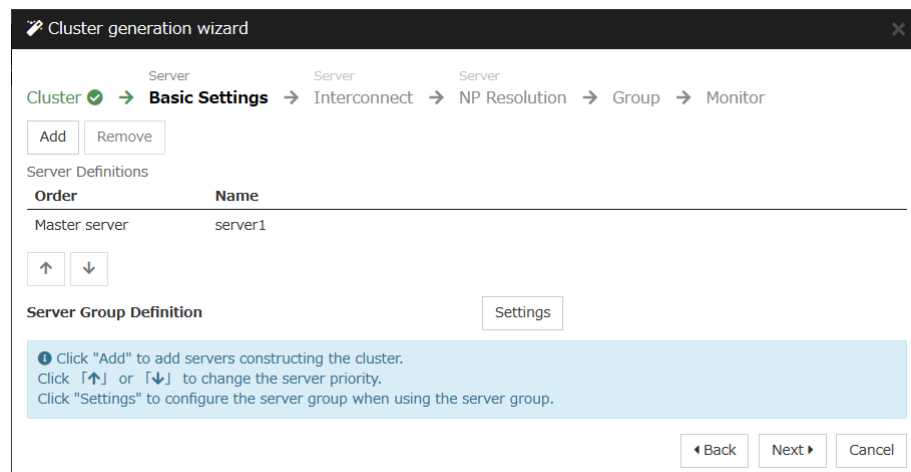 Cluster generation wizard
Server Server Server
Cluster → Basic Settings → Interconnect → NP Resolution → Group → Monitor
Add Remove
Server Definitions
Order Name
Master server server1
↑ ↓
Server Group Definition Settings
Click "Add" to add servers constructing the cluster.
Click 「↑」 or 「↓」 to change the server priority.
Click "Settings" to configure the server group when using the server group.
Back Next Cancel